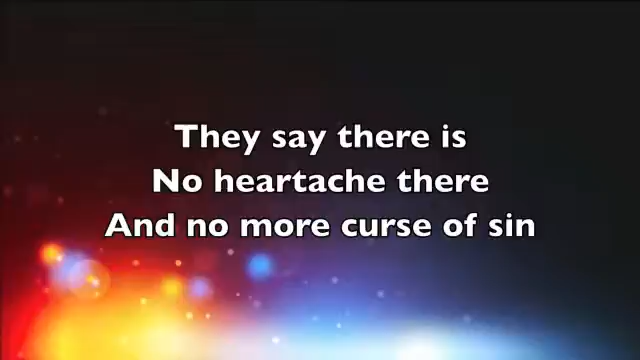 They say there is
No heartache there
And no more curse of sin